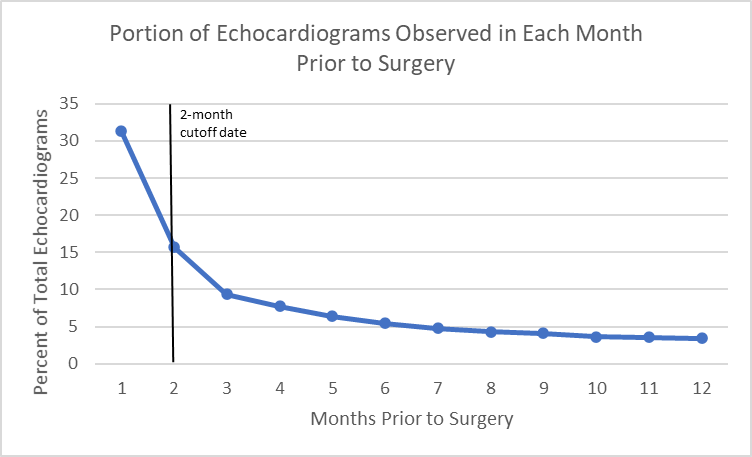 Portion of Echocardiograms Observed in Each Month
Prior to Surgery
Percent of Total Echocardiograms
35
30
25
20
15
10
5
0
2-month
cutoff date
1 2 3 4 5 6 7 8 9 10 11 12
Months Prior to Surgery